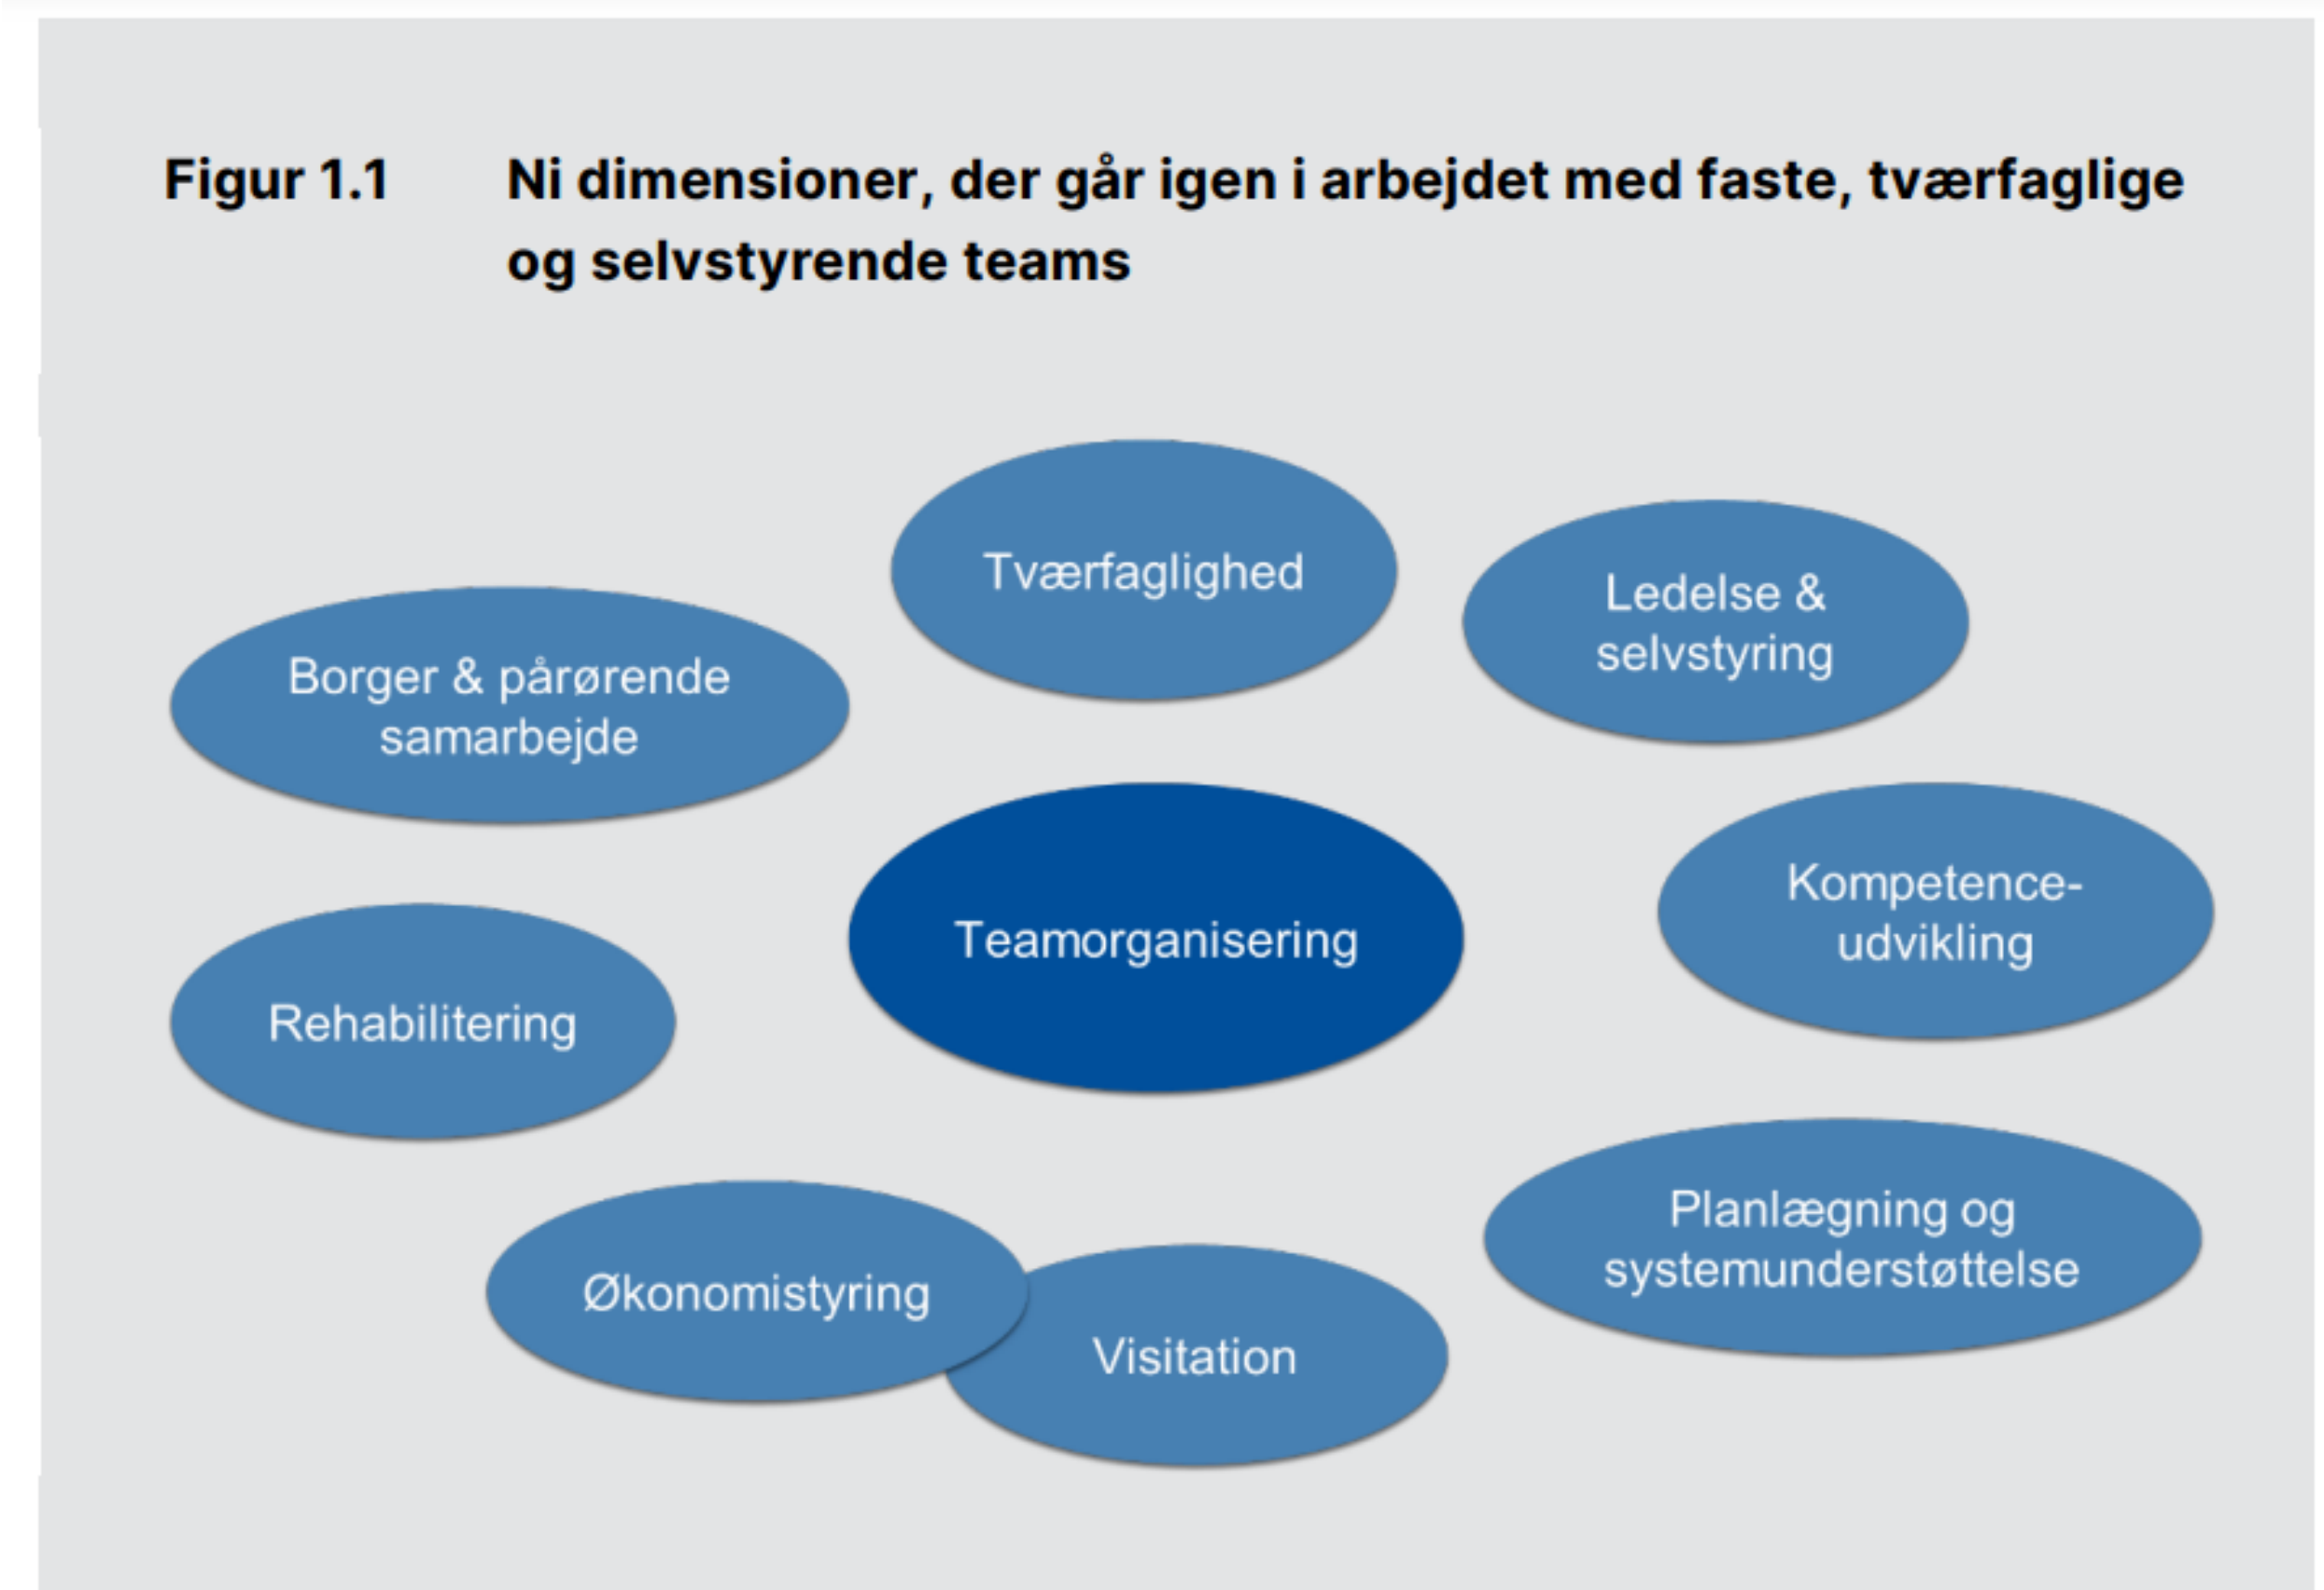 Figur 1.1 Ni dimensioner, der går igen i arbejdet med faste, tværfaglige
og selvstyrende teams
Tværfaglighed
Ledelse &
selvstyring
Borger & pårørende
samarbejde
Kompetence-
udvikling
Teamorganisering
Rehabilitering
Planlægning og
systemunderstøttelse
Økonomistyring
Visitation